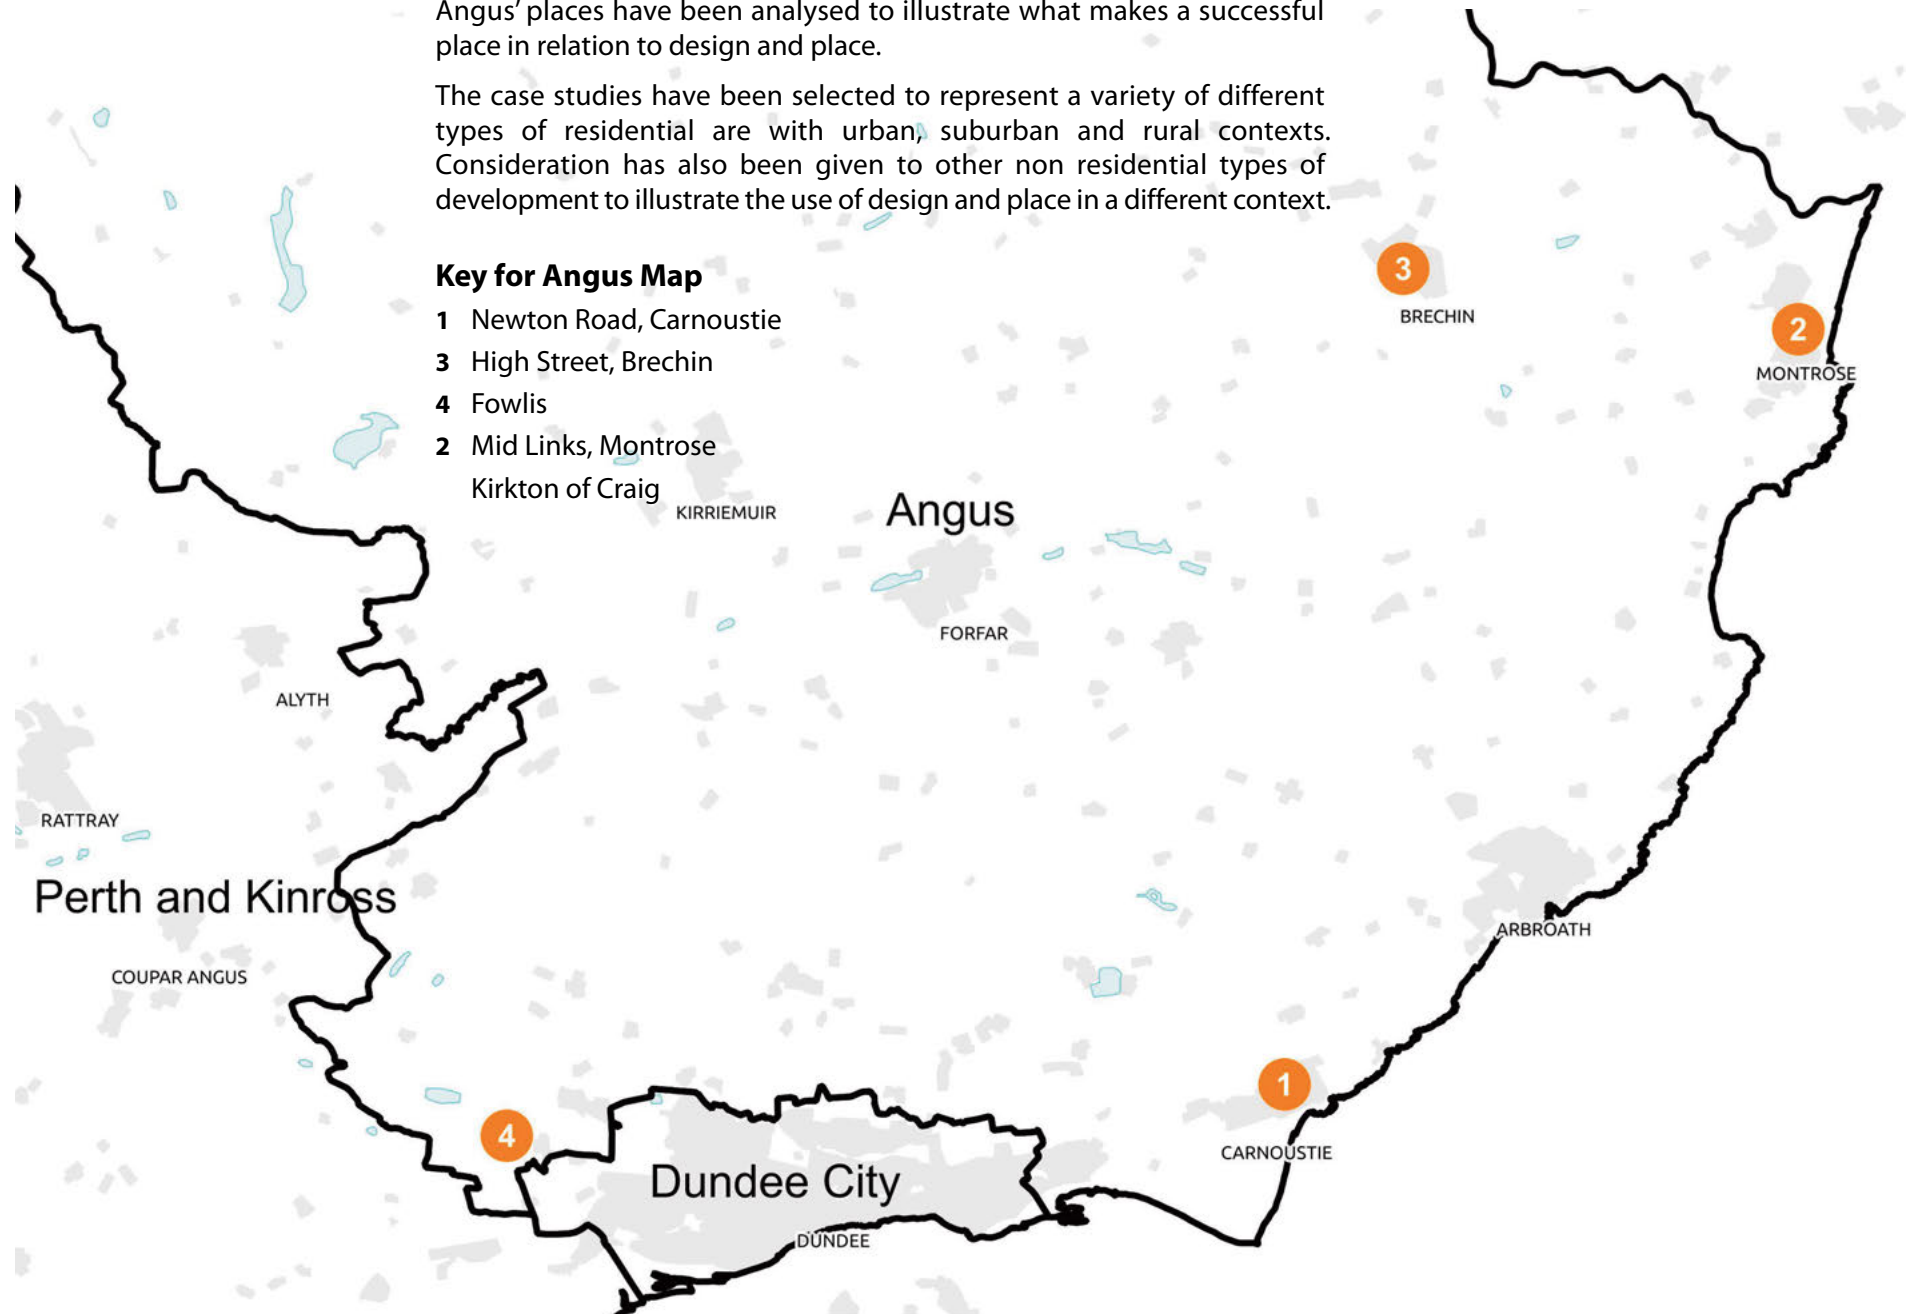 Angus' places have been analysed to illustrate what makes a successful
place in relation to design and place.
The case studies have been selected to represent a variety of different
types of residential are with urban, suburban and rural contexts.
Consideration has also been given to other non residential types of
development to illustrate the use of design and place in a different context.
Key for Angus Map
1 Newton Road, Carnoustie
3 High Street, Brechin
4 Fowlis
2 Mid Links, Montrose
Kirkton of Craig
3
BRECHIN
2
MONTROSE
KIRRIEMUIR
Angus
FORFAR
ALYTH
RATTRAY
Perth and Kinross
COUPAR ANGUS
ARBROATH
1
CARNOUSTIE
4
Dundee City
DUNDEE